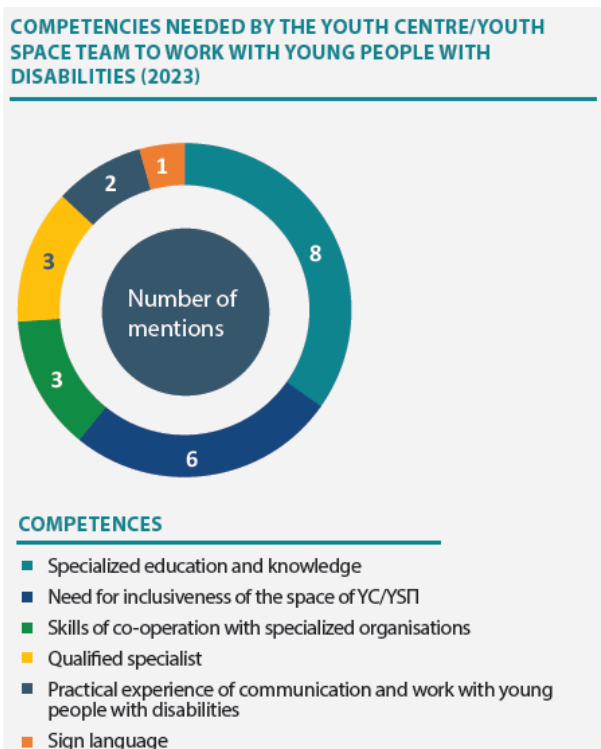 COMPETENCIES NEEDED BY THE YOUTH CENTRE/YOUTH
SPACE TEAM TO WORK WITH YOUNG PEOPLE WITH
DISABILITIES (2023)
1
2
8
3
Number of
mentions
3
6
COMPETENCES
Specialized education and knowledge
Need for inclusiveness of the space of YC/YSП
Skills of co-operation with specialized organisations
Qualified specialist
Practical experience of communication and work with young
people with disabilities
Sign language